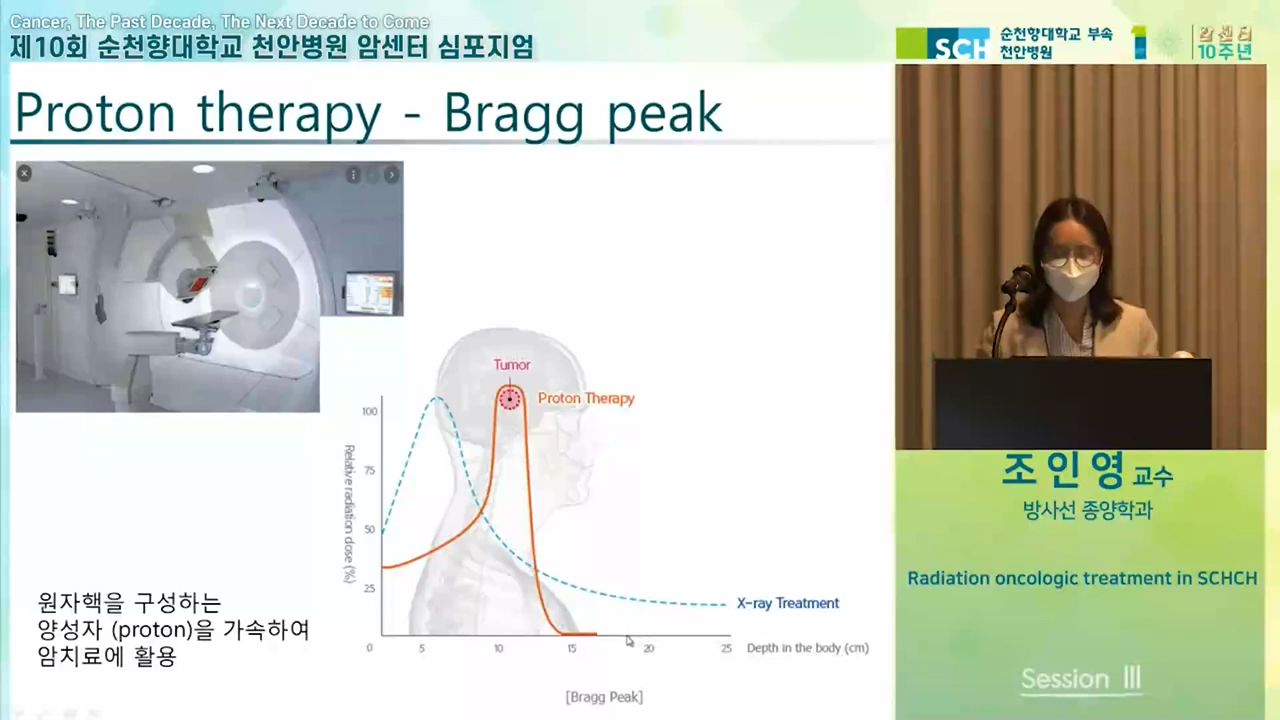 Cancer, The Past Decade, The Next Decade to Come
제10회 순천향대학교 천안병원 암센터 심포지엄
SCH 순천향대학교 부속
천안병원
암센터
10주년
Proton therapy - Bragg peak
Tumor
Proton Therapy
100
75
50
25
0
Relative radiation dose (%)
X-ray Treatment
5 10 15 20 25 Depth in the body (cm)
[Bragg Peak]
원자핵을 구성하는
양성자 (proton)을 가속하여
암치료에 활용
조인영 교수
방사선 종양학과
Radiation oncologic treatment in SCHCH
Session Ⅲ